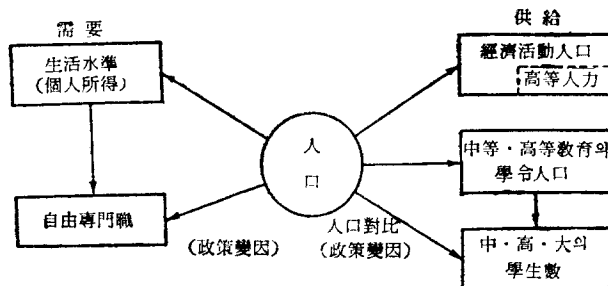 需要
生活水準
(個人所得)
自由專門職
(政策變因)
人
口
人口對比
(政策變因)
供給
經濟活動人口
高等人力
中等·高等教育의
學令人口
中·高·大의
學生數